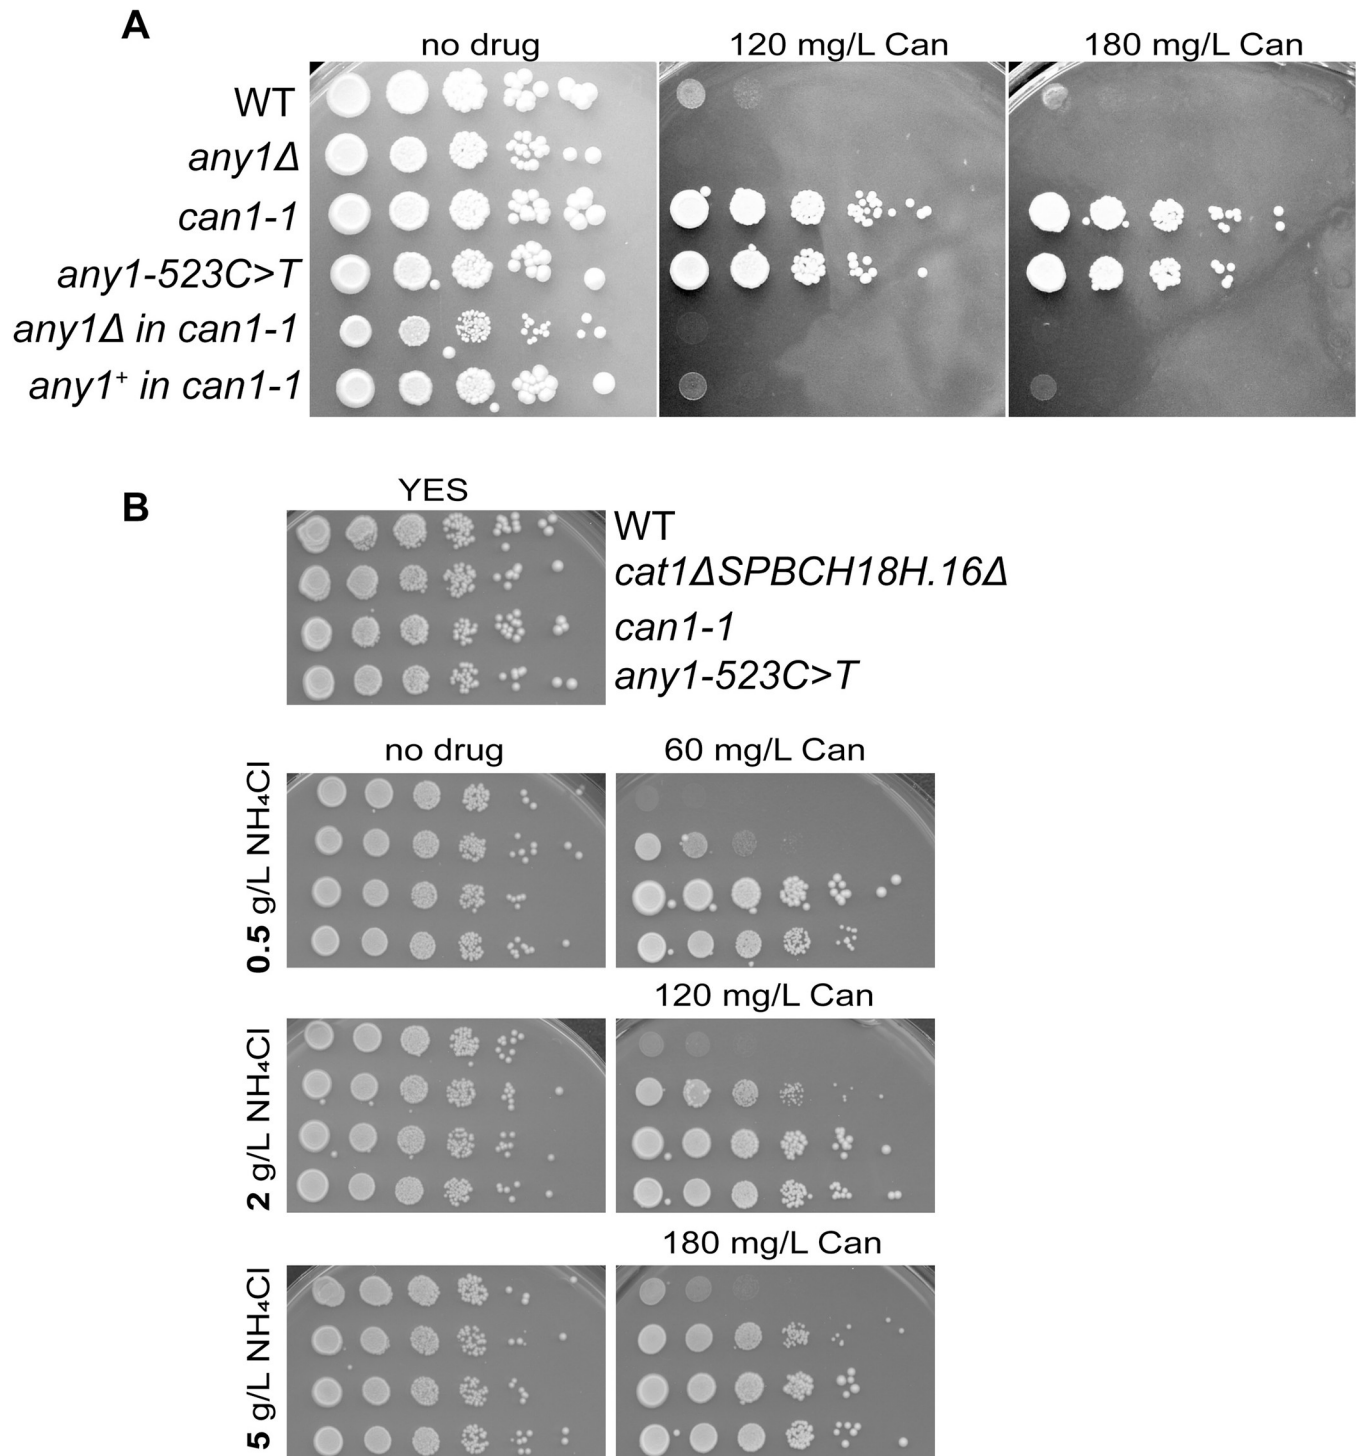 A
no drug
120 mg/L Can
180 mg/L Can
WT
any1Δ
can1-1
any1-523C>T
any1Δ in can1-1
any1⁺ in can1-1
B
YES
WT
cat1ΔSPBCH18H.16Δ
can1-1
any1-523C>T
no drug
60 mg/L Can
0.5 g/L NH₄Cl
120 mg/L Can
2 g/L NH₄Cl
180 mg/L Can
5 g/L NH₄Cl